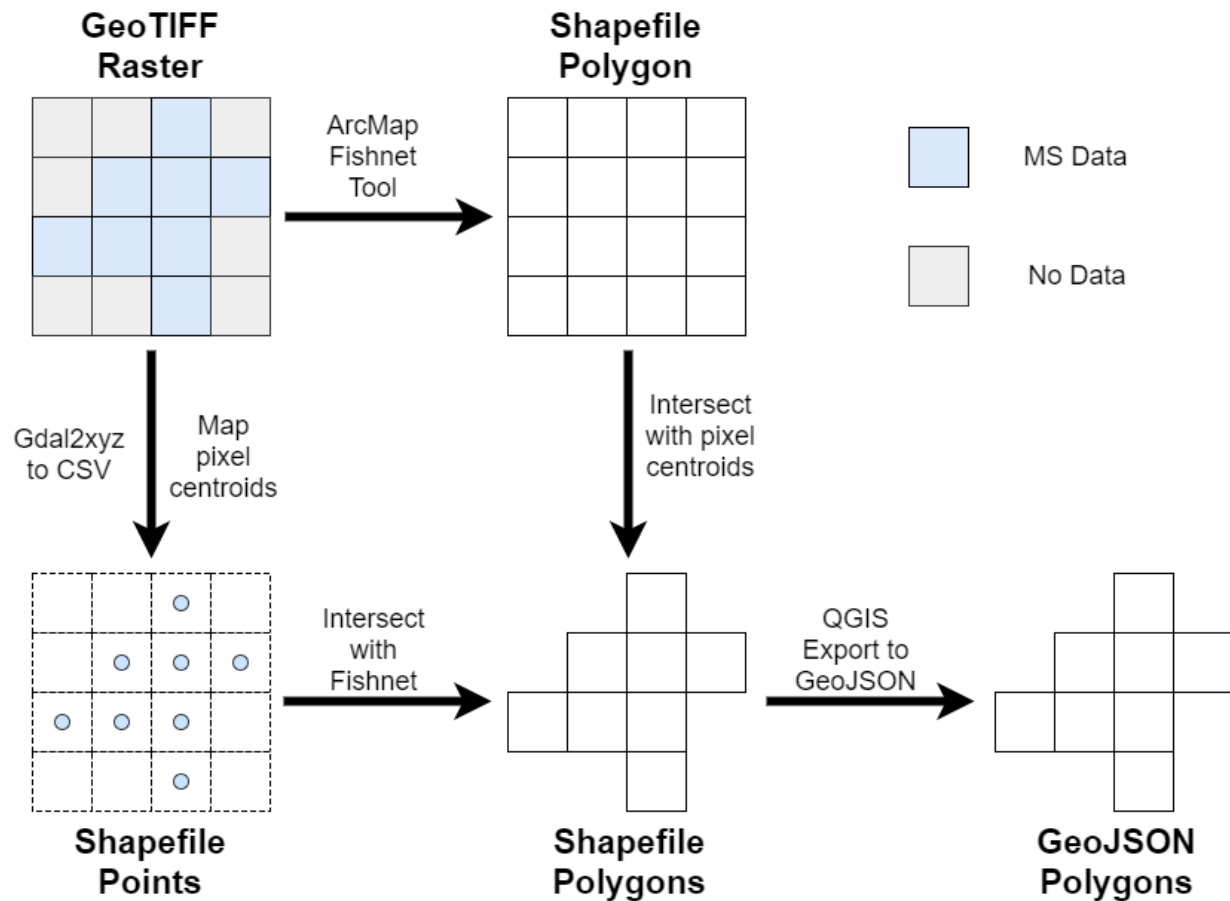 GeoTIFF
Raster
Shapefile
Polygon
ArcMap
Fishnet
Tool
MS Data
No Data
Gdal2xyz
to CSV
Map
pixel
centroids
Intersect
with pixel
centroids
Intersect
with
Fishnet
QGIS
Export to
GeoJSON
Shapefile
Points
Shapefile
Polygons
GeoJSON
Polygons